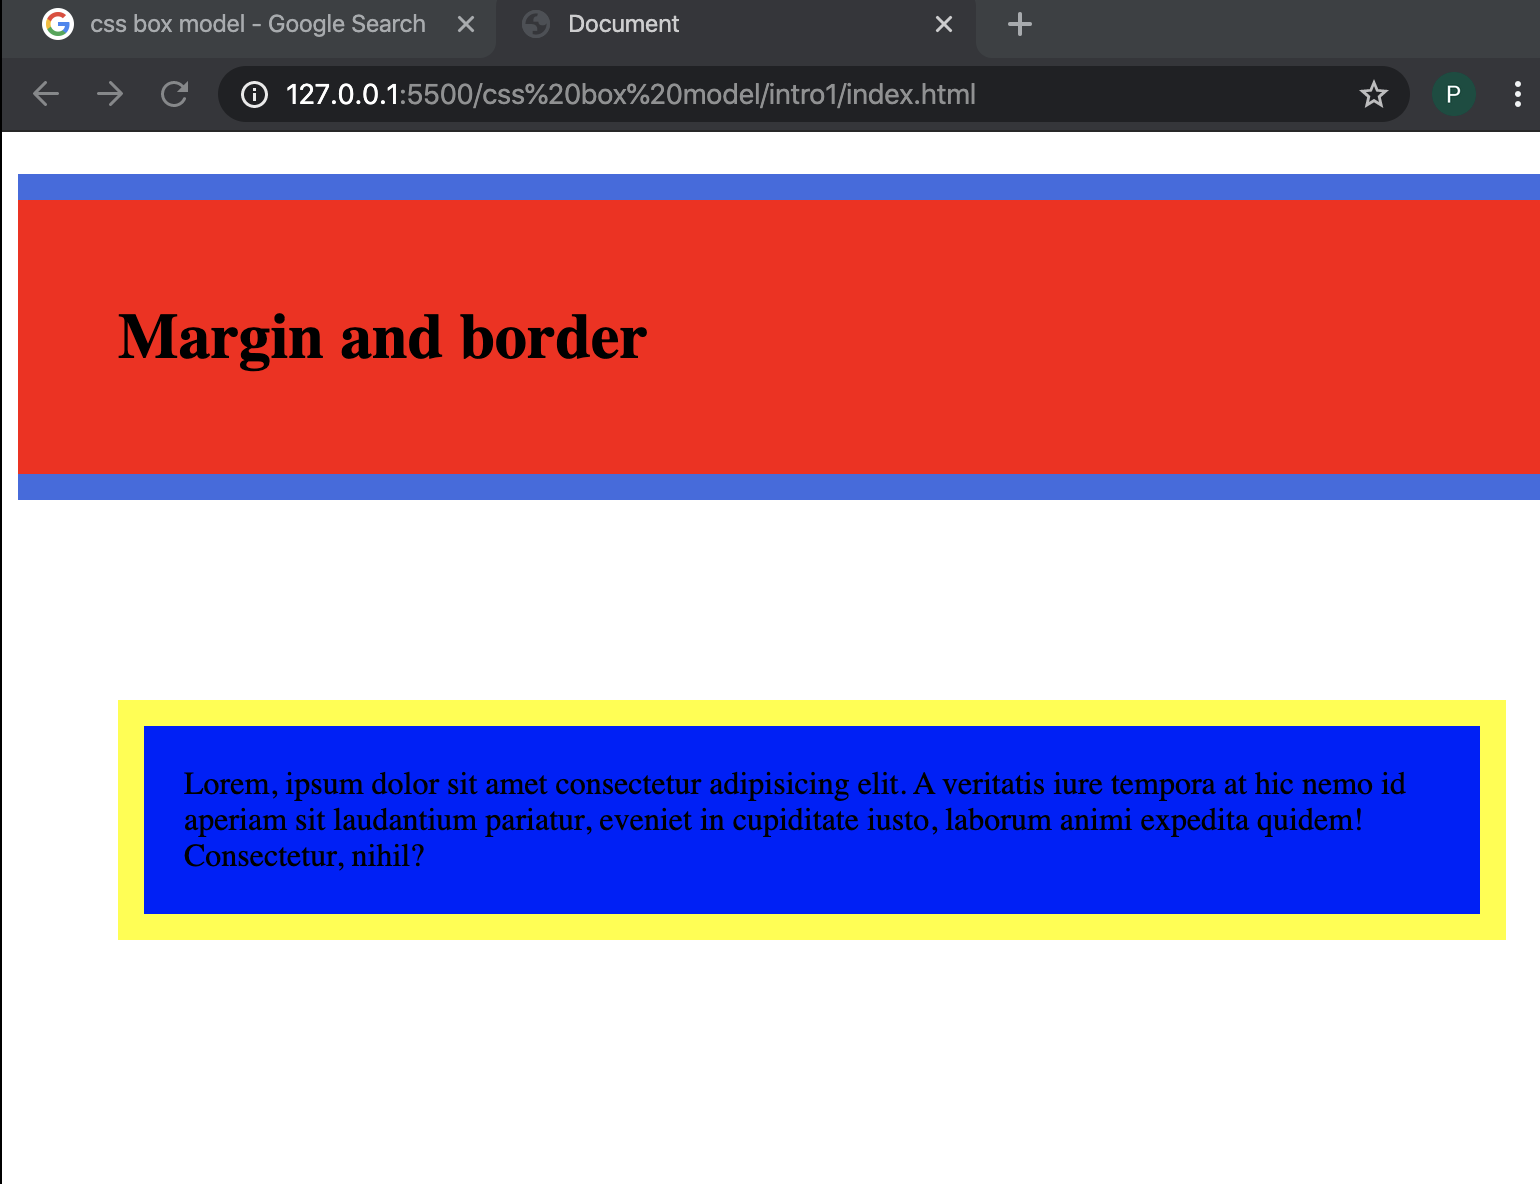 css box model - Google Search
Document
127.0.0.1:5500/css%20box%20model/intro1/index.html
P
Margin and border
Lorem, ipsum dolor sit amet consectetur adipisicing elit. A veritatis iure tempora at hic nemo id
aperiam sit laudantium pariatur, eveniet in cupiditate iusto, laborum animi expedita quidem!
Consectetur, nihil?